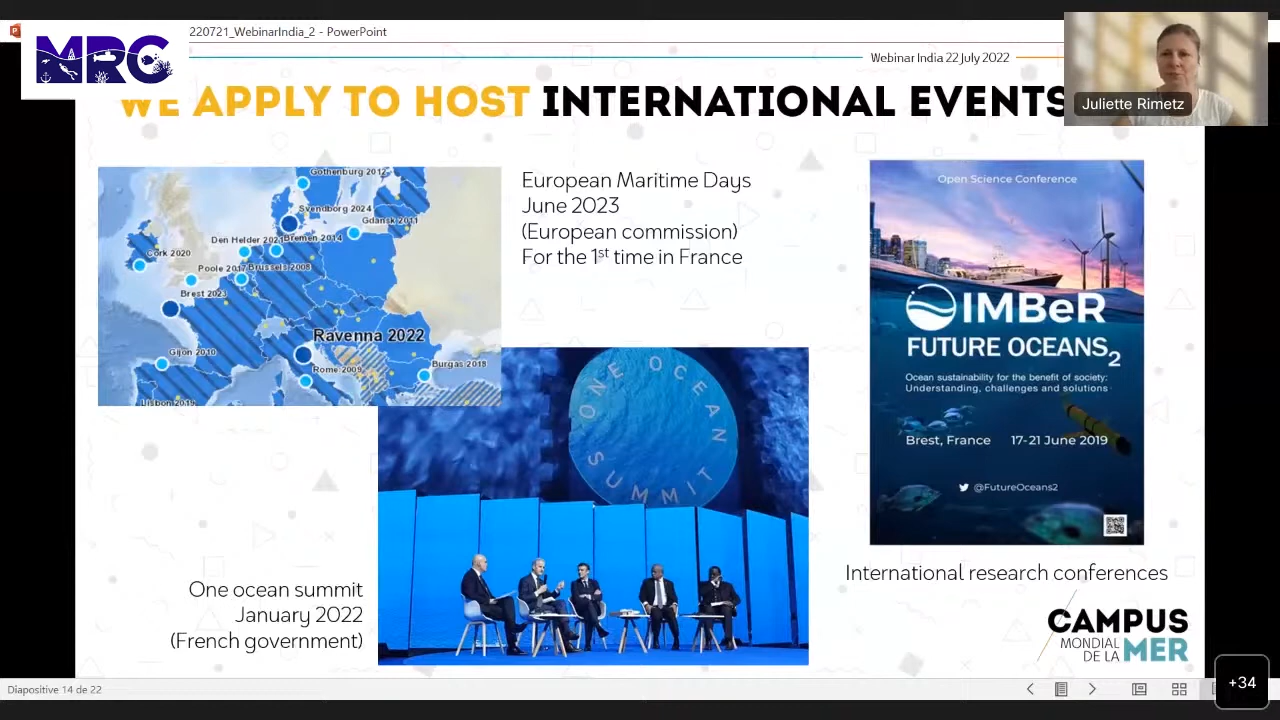 220721_WebinarIndia_2 - PowerPoint
MRC
Webinar India 22 July 2022
Juliette Rimetz
WE APPLY TO HOST INTERNATIONAL EVENTS
Gothenburg 2012
Svendborg 2024
Gdansk 2011
Den Helder 2021
Bremen 2014
Cork 2020
Poole 2017
Brussels 2008
Brest 2023
Ravenna 2022
Gijon 2010
Rome 2009
Burgas 2018
Lisbon 2019
European Maritime Days
June 2023
(European commission)
For the 1st time in France
Open Science Conference
IMBeR
FUTURE OCEANS2
Ocean sustainability for the benefit of society:
Understanding, challenges and solutions
Brest, France 17-21 June 2019
@FutureOceans2
ONE OCEAN
SUMMIT
One ocean summit
January 2022
(French government)
International research conferences
CAMPUS
MONDIAL
DE LA MER
Diapositive 14 de 22
+34